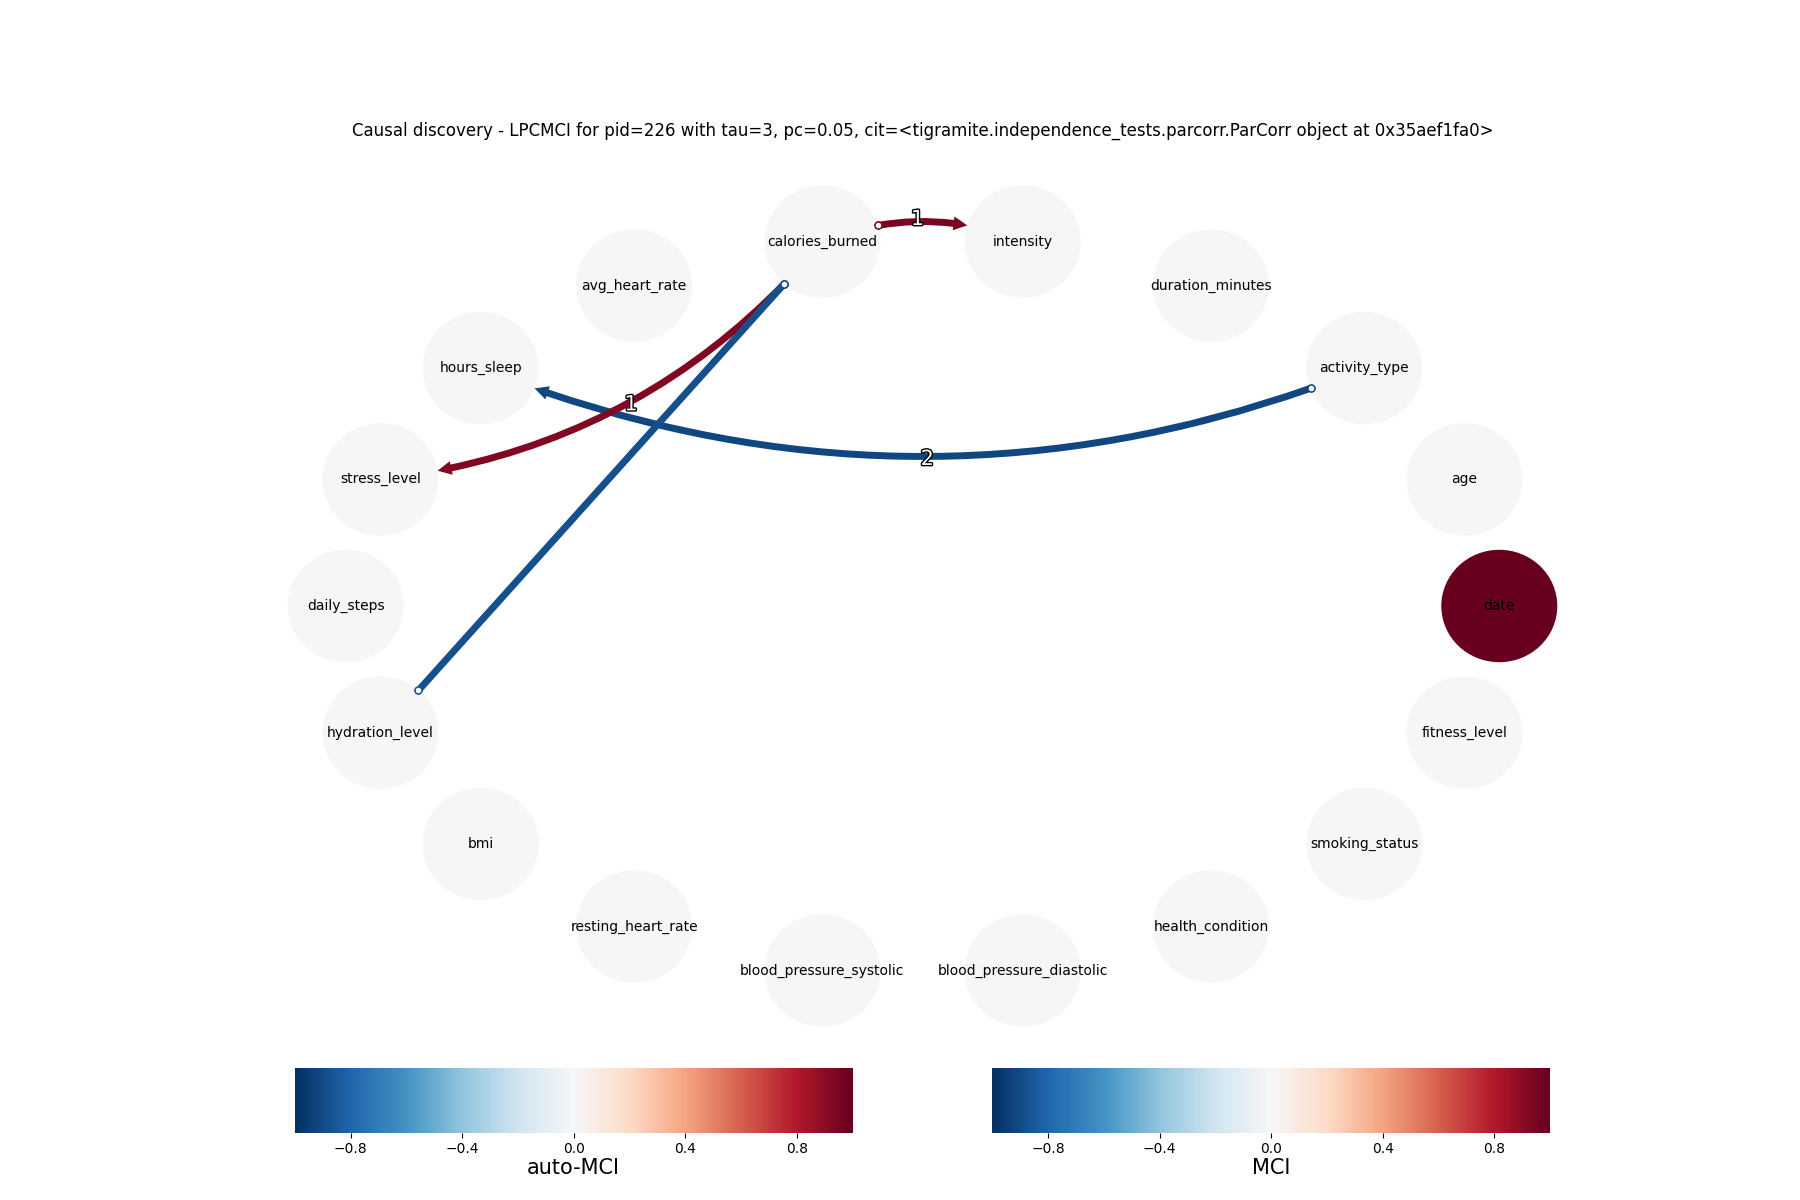 Causal discovery - LPCMCI for pid=226 with tau=3, pc=0.05, cit=<tigramite.independence_tests.parcorr.ParCorr object at 0x35aef1fa0>
1
calories_burned
intensity
avg_heart_rate
duration_minutes
hours_sleep
activity_type
1
2
stress_level
age
daily_steps
date
hydration_level
fitness_level
bmi
smoking_status
resting_heart_rate
health_condition
blood_pressure_systolic
blood_pressure_diastolic
−0.8 −0.4 0.0 0.4 0.8
auto-MCI
−0.8 −0.4 0.0 0.4 0.8
MCI